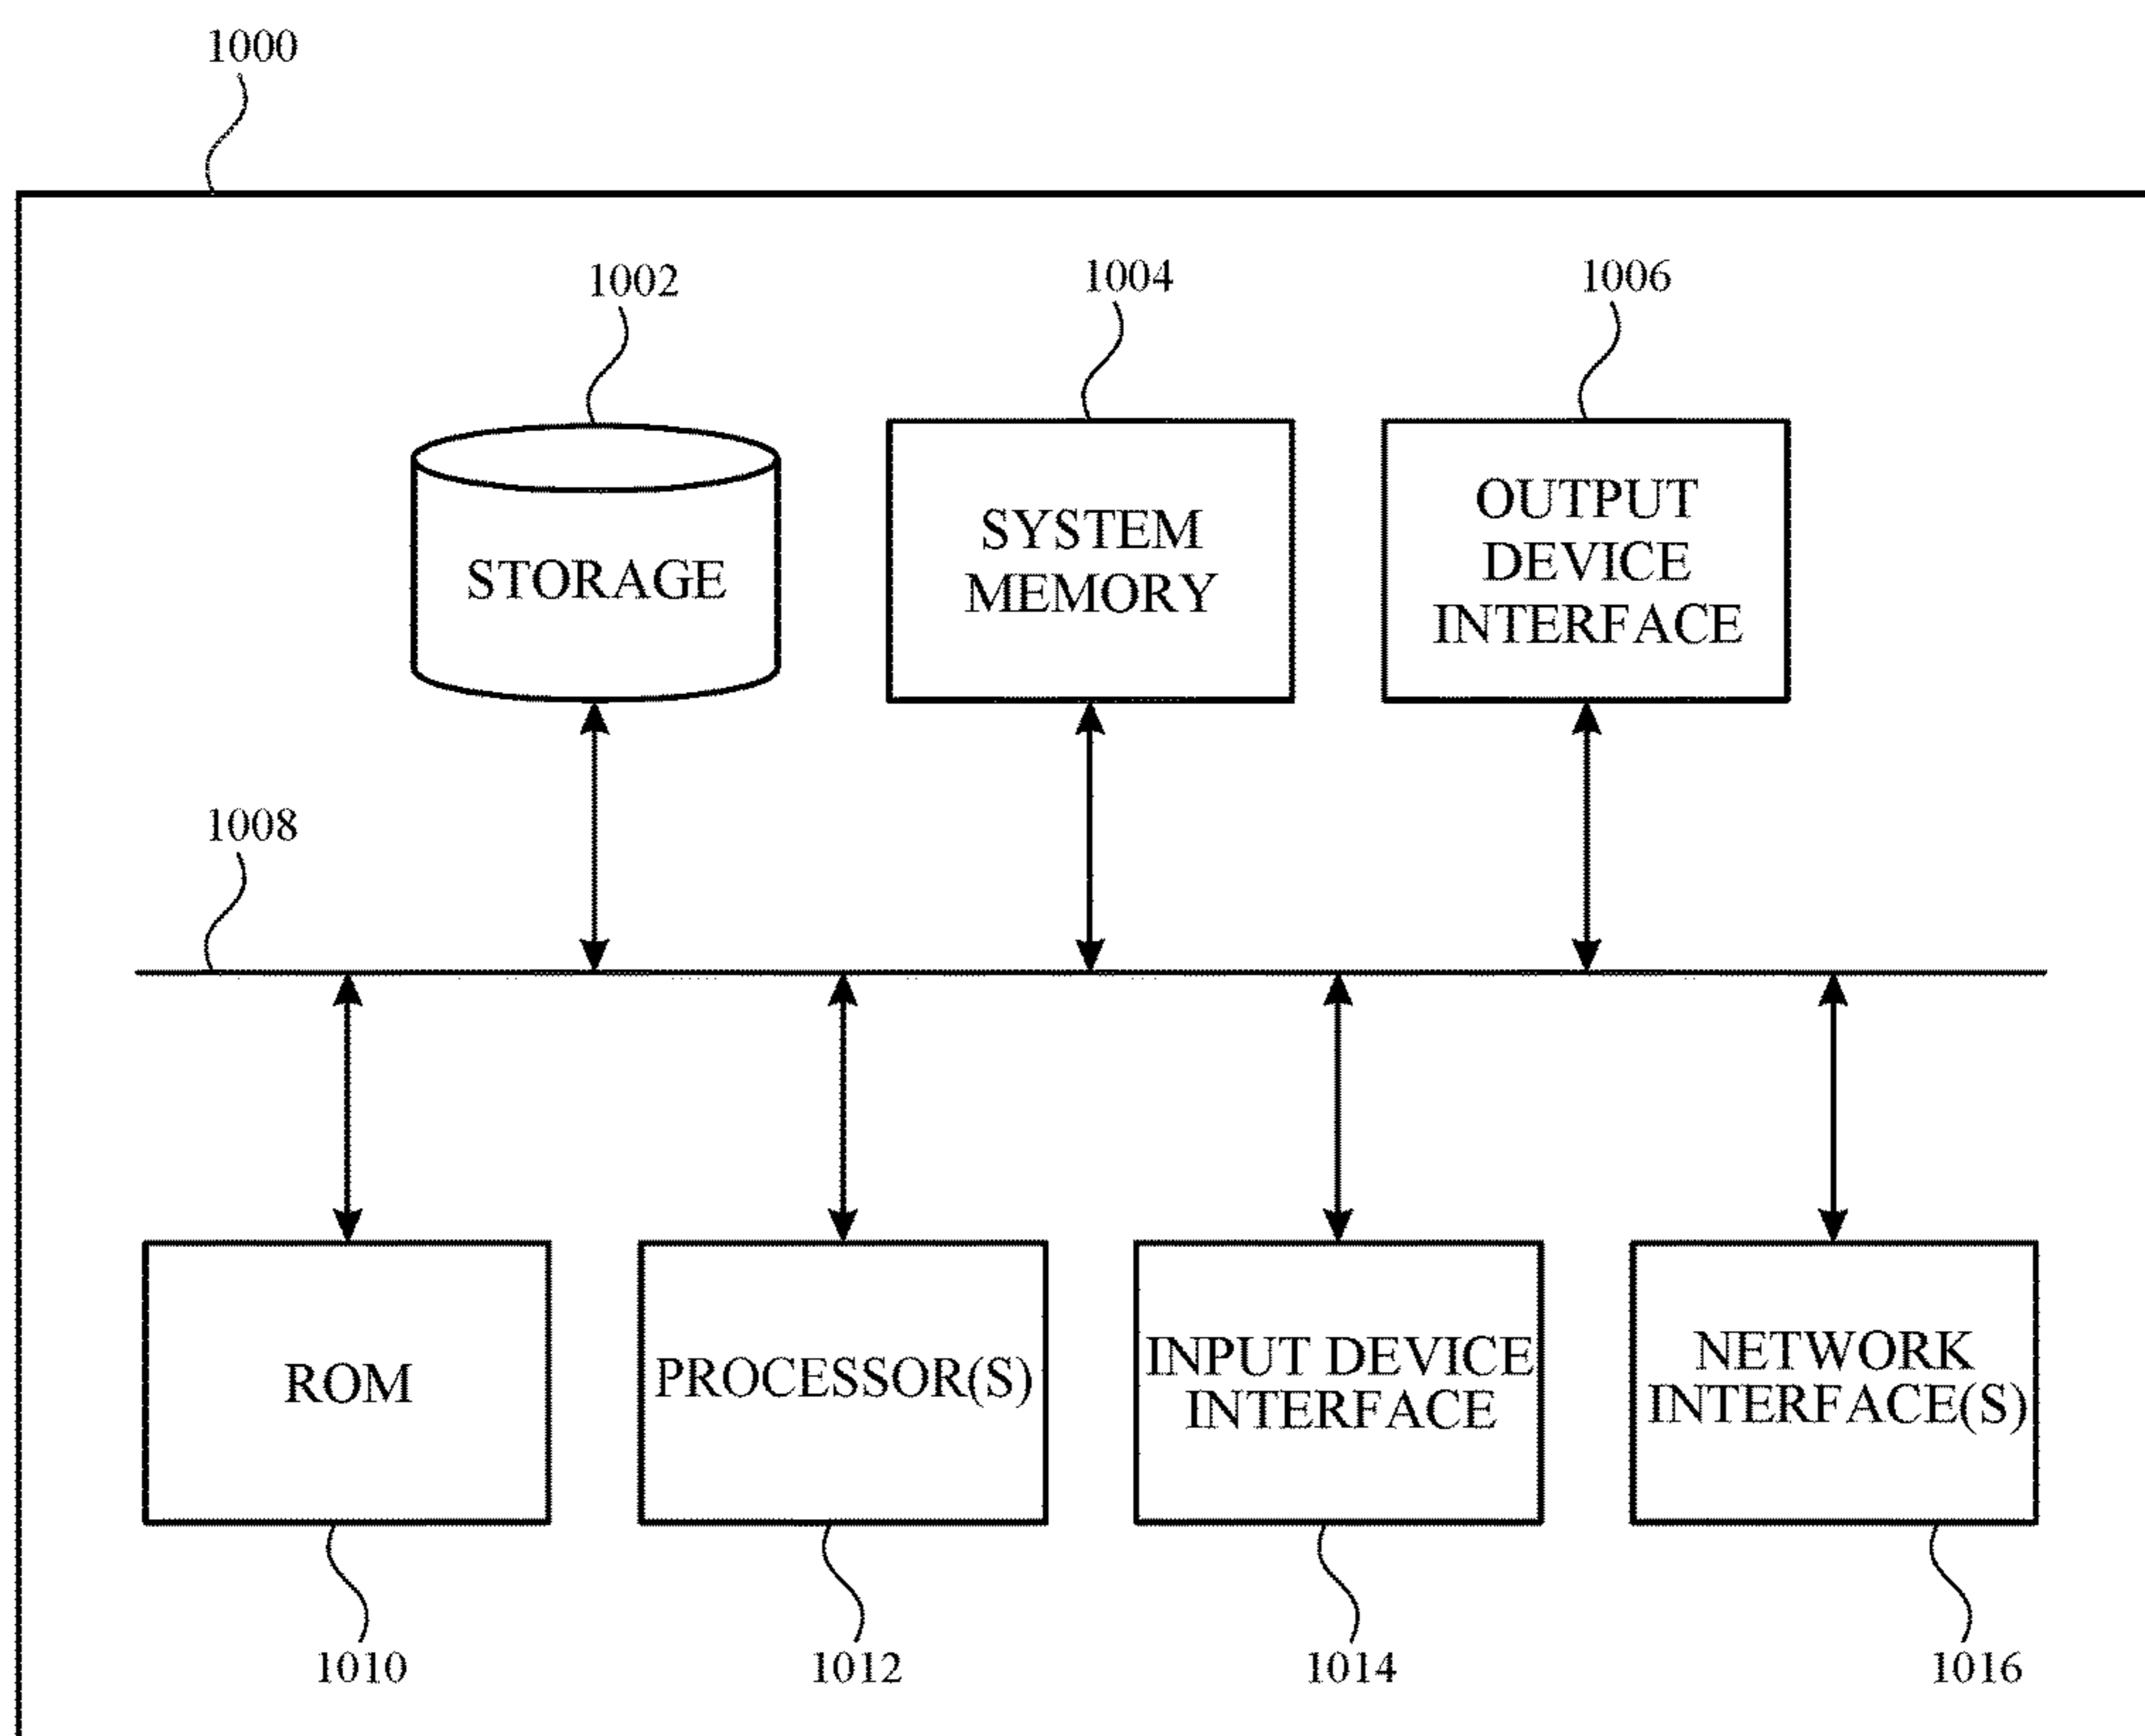 1000
1002
1004
1006
STORAGE
SYSTEM
MEMORY
OUTPUT
DEVICE
INTERFACE
1008
ROM
PROCESSOR(S)
INPUT DEVICE
INTERFACE
NETWORK
INTERFACE(S)
1010
1012
1014
1016